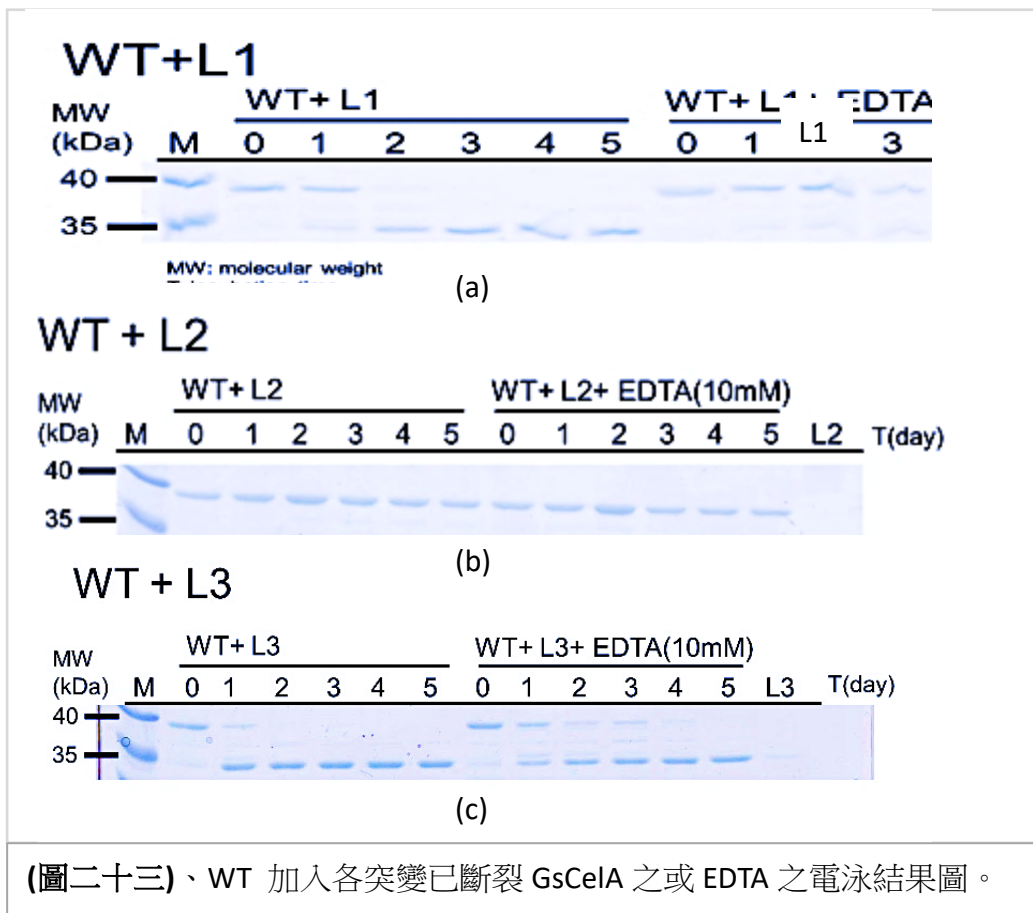 WT+L1
WT+ L1
WT+ L1+ EDTA
MW
(kDa) M 0 1 2 3 4 5 0 1 L1 3
40
35
MW: molecular weight
(a)
WT + L2
WT+ L2
WT+ L2+ EDTA(10mM)
MW
(kDa) M 0 1 2 3 4 5 0 1 2 3 4 5 L2 T(day)
40
35
(b)
WT + L3
WT+ L3
WT+ L3+ EDTA(10mM)
MW
(kDa) M 0 1 2 3 4 5 0 1 2 3 4 5 L3 T(day)
40
35
(c)
(圖二十三)、WT 加入各突變已斷裂 GsCelA 之或 EDTA 之電泳結果圖。